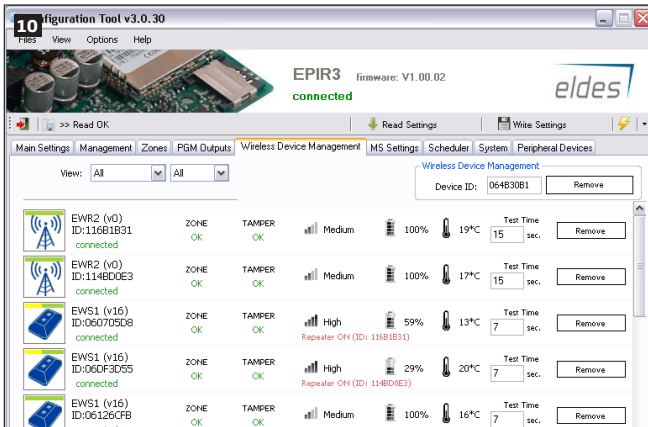 10
figuration Tool v3.0.30
Files View Options Help
EPIR3 firmware: V1.00.02
connected
eldes
>> Read OK Read Settings Write Settings
Main Settings Management Zones PGM Outputs Wireless Device Management MS Settings Scheduler System Peripheral Devices
View: All All
Wireless Device Management
Device ID: 064B30B1 Remove
EWR2 (v0)
ID:116B1B31
connected
ZONE
OK
TAMPER
OK
Medium 100% 19°C
Test Time
15 sec. Remove
EWR2 (v0)
ID:114BD0E3
connected
ZONE
OK
TAMPER
OK
Medium 100% 17°C
Test Time
15 sec. Remove
EWS1 (v16)
ID:060705D8
connected
ZONE
OK
TAMPER
OK
High 59% 13°C
Repeater ON (ID: 116B1B31)
Test Time
7 sec. Remove
EWS1 (v16)
ID:06DF3D55
connected
ZONE
OK
TAMPER
OK
High 29% 20°C
Repeater ON (ID: 114BD0E3)
Test Time
7 sec. Remove
EWS1 (v16)
ID:06126CFB
ZONE
OK
TAMPER
OK
Medium 100% 16°C
Test Time
7 sec. Remove